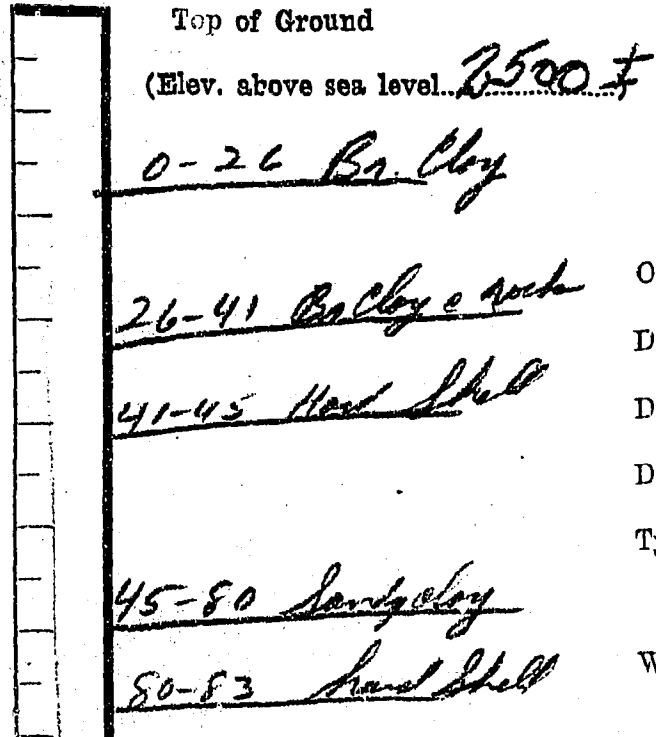 Top of Ground
(Elev. above sea level 2500 ±
0-26 Br. Clay
26-41 Br Clay & Rock
41-45 Hard Shell
45-80 Sandy clay
80-83 hard Shell
O
D
D
D
Ty
W